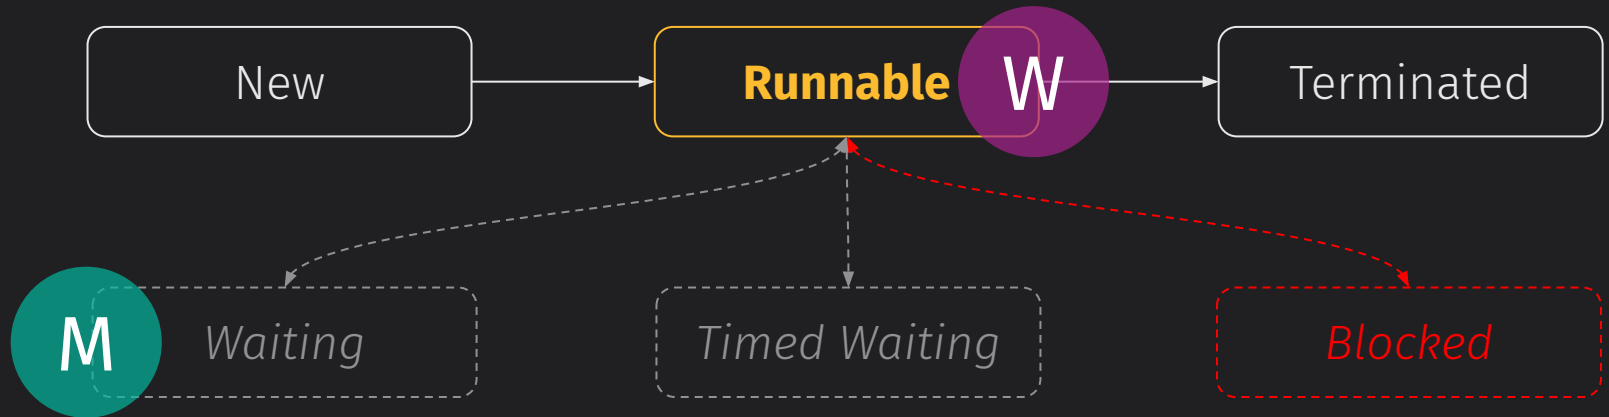 New
Runnable
W
Terminated
M
Waiting
Timed Waiting
Blocked